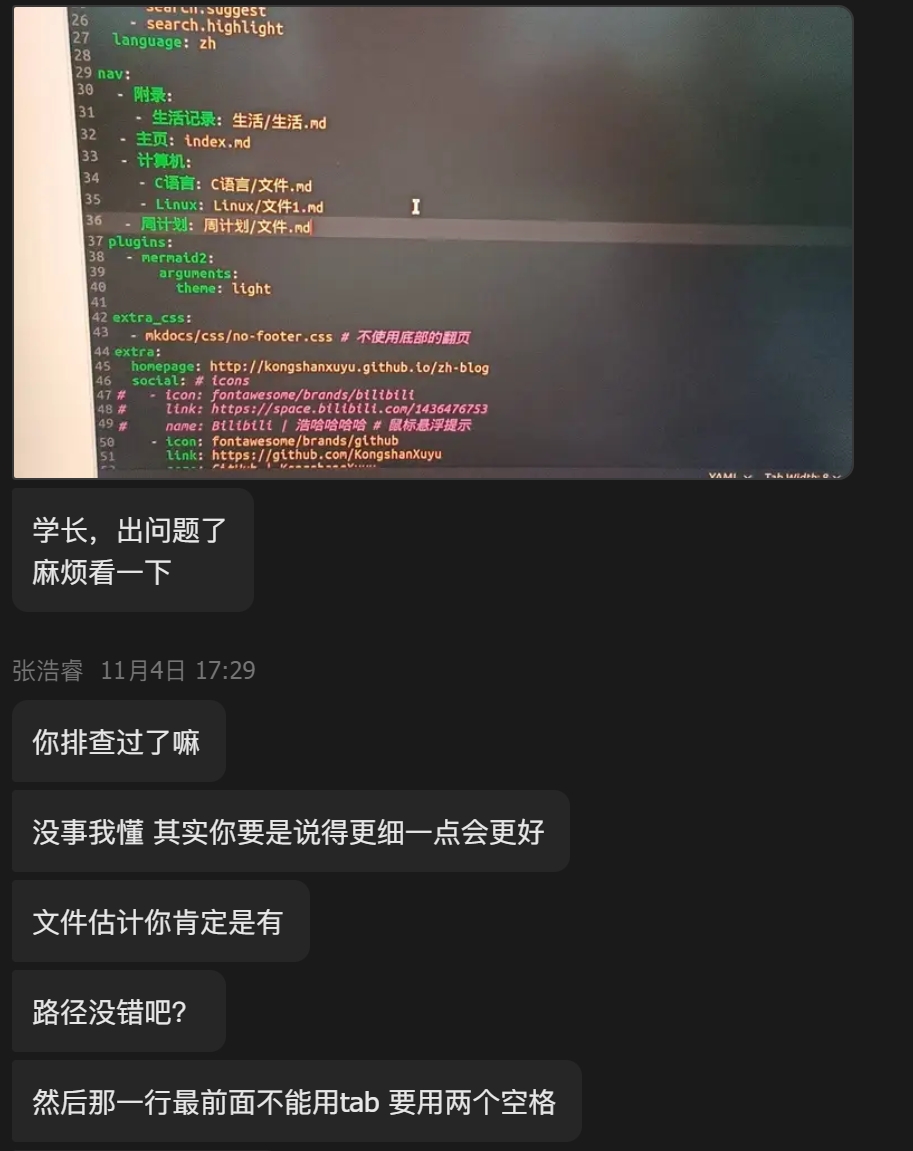 26 - search.suggest
- search.highlight
27 language: zh
28
29 nav:
30 - 附录:
31 - 生活记录: 生活/生活.md
32 - 主页: index.md
33 - 计算机:
34 - C语言: C语言/文件.md
35 - Linux: Linux/文件1.md
36 - 周计划: 周计划/文件.md
37 plugins:
38 - mermaid2:
39 arguments:
40 theme: light
41
42 extra_css:
43 - mkdocs/css/no-footer.css # 不使用底部的翻页
44 extra:
45 homepage: http://kongshanxuyu.github.io/zh-blog
46 social: # icons
47 # - icon: fontawesome/brands/bilibili
48 # link: https://space.bilibili.com/1436476753
49 # name: Bilibili | 浩哈哈哈哈 # 鼠标悬浮提示
50 - icon: fontawesome/brands/github
51 link: https://github.com/KongshanXuyu
YAML Tab Width: 8
学长，出问题了
麻烦看一下
张浩睿 11月4日 17:29
你排查过了嘛
没事我懂 其实你要是说得更细一点会更好
文件估计你肯定是有
路径没错吧?
然后那一行最前面不能用tab 要用两个空格